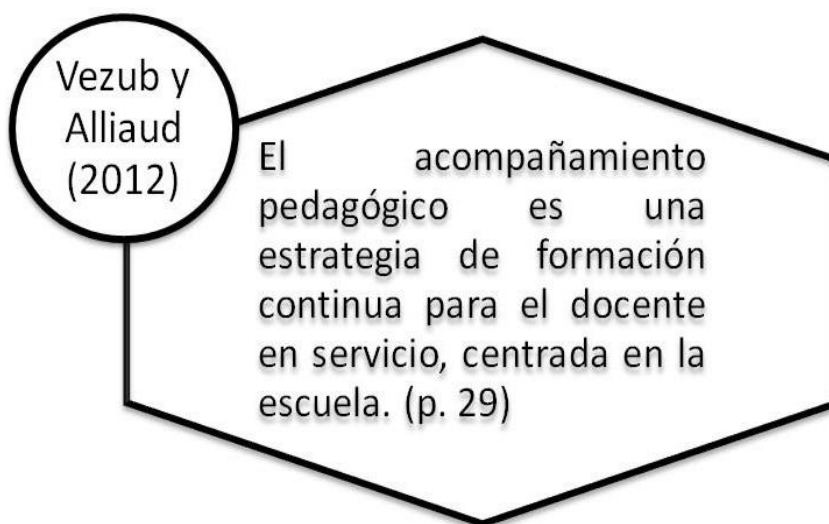 Vezub y
Alliaud
(2012)
El acompañamiento
pedagógico es una
estrategia de formación
continua para el docente
en servicio, centrada en la
escuela. (p. 29)